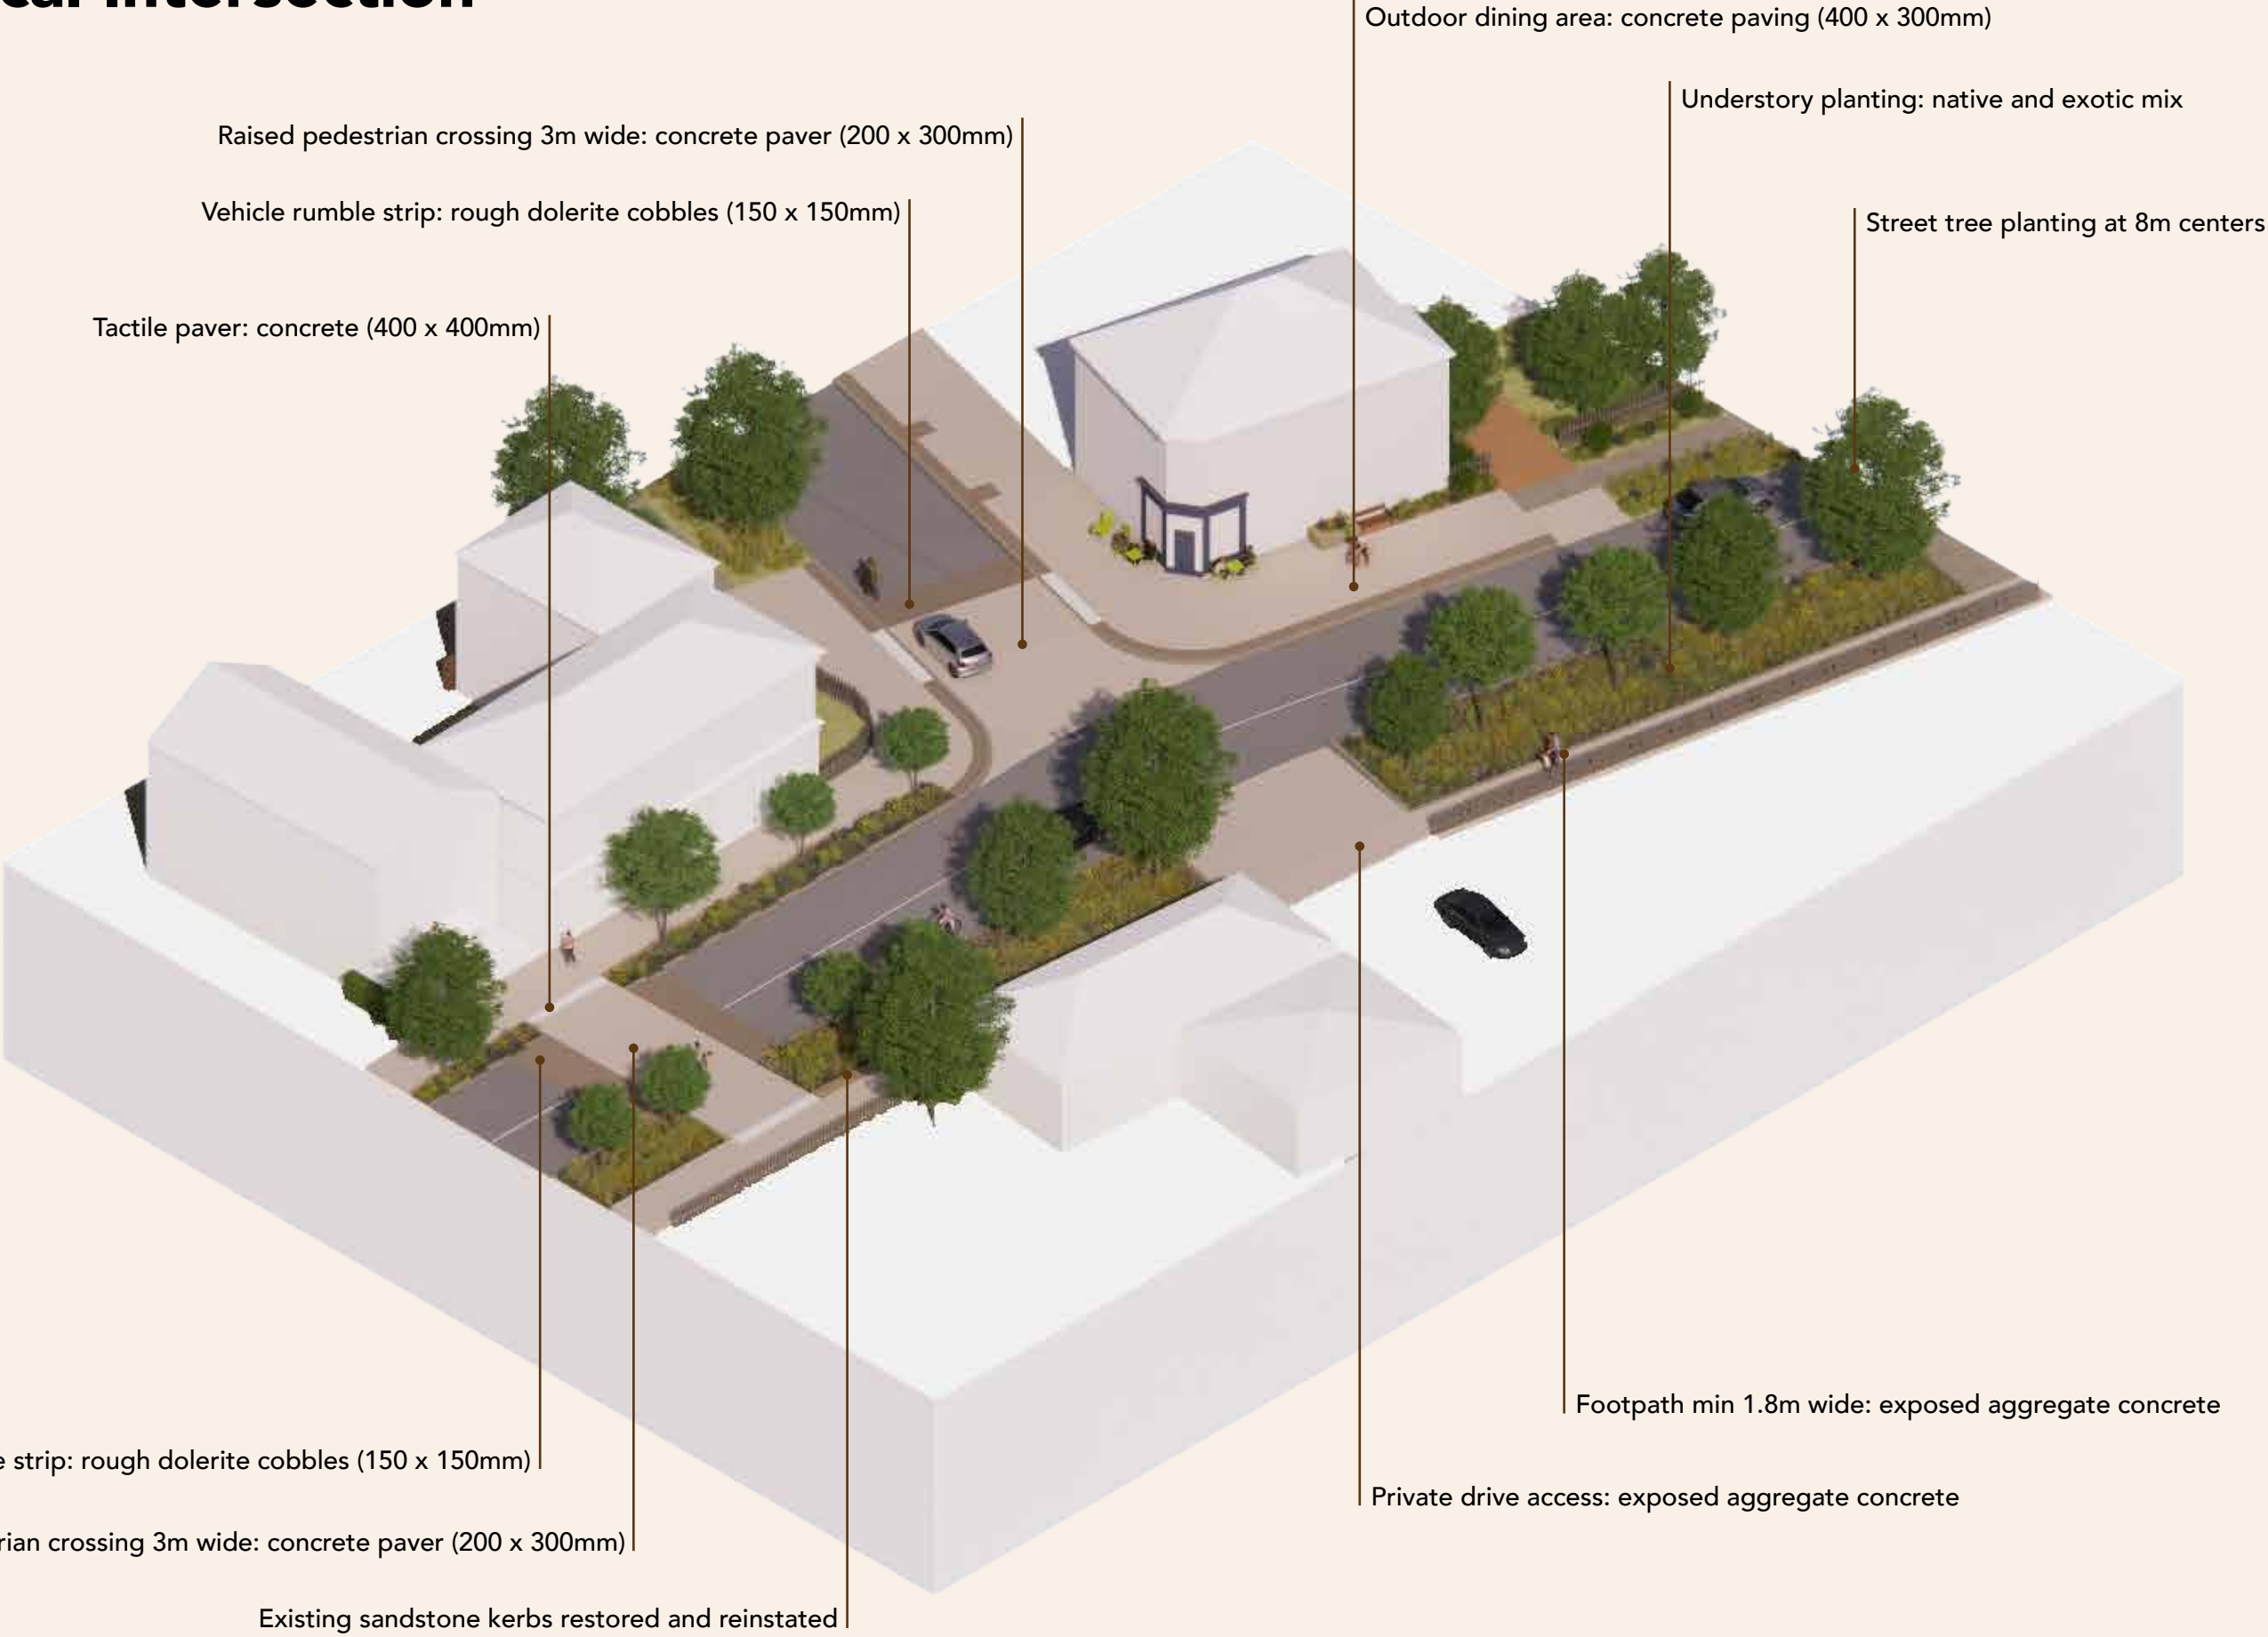 intersection
Outdoor dining area: concrete paving (400 x 300mm)
Understory planting: native and exotic mix
Raised pedestrian crossing 3m wide: concrete paver (200 x 300mm)
Vehicle rumble strip: rough dolerite cobbles (150 x 150mm)
Street tree planting at 8m centers
Tactile paver: concrete (400 x 400mm)
Footpath min 1.8m wide: exposed aggregate concrete
strip: rough dolerite cobbles (150 x 150mm)
Private drive access: exposed aggregate concrete
crossing 3m wide: concrete paver (200 x 300mm)
Existing sandstone kerbs restored and reinstated